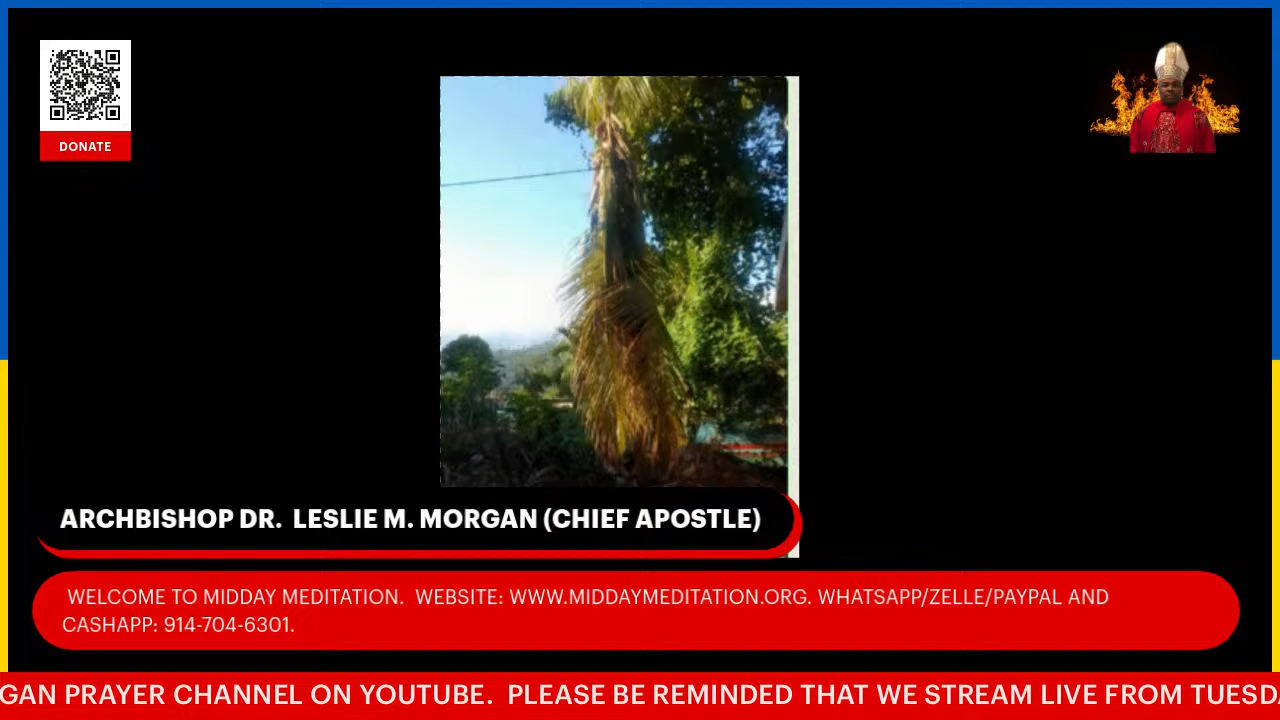 DONATE
ARCHBISHOP DR. LESLIE M. MORGAN (CHIEF APOSTLE)
WELCOME TO MIDDAY MEDITATION. WEBSITE: WWW.MIDDAYMEDITATION.ORG. WHATSAPP/ZELLE/PAYPAL AND
CASHAPP: 914-704-6301.
GAN PRAYER CHANNEL ON YOUTUBE. PLEASE BE REMINDED THAT WE STREAM LIVE FROM TUESDA